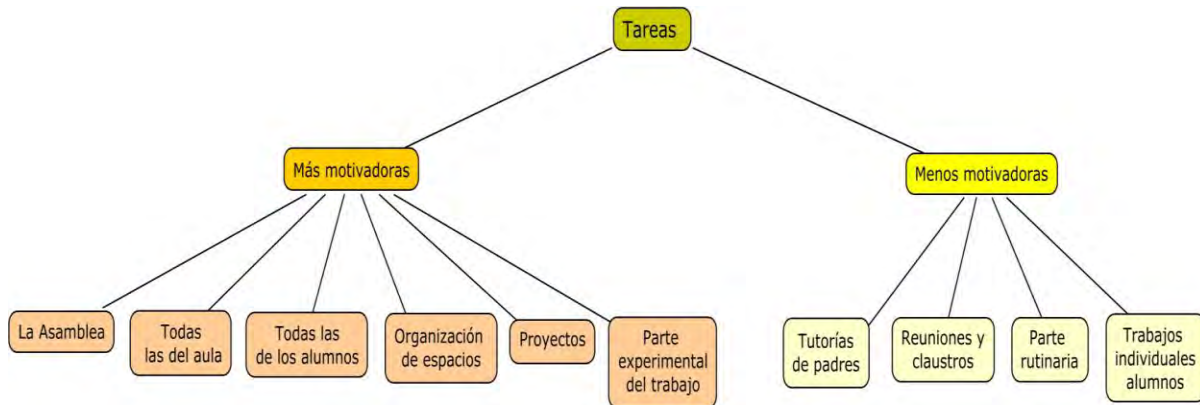 Tareas
Más motivadoras
Menos motivadoras
La Asamblea
Todas
las del aula
Todas las
de los alumnos
Organización
de espacios
Proyectos
Parte
experimental
del trabajo
Tutorías
de padres
Reuniones y
claustros
Parte
rutinaria
Trabajos
individuales
alumnos